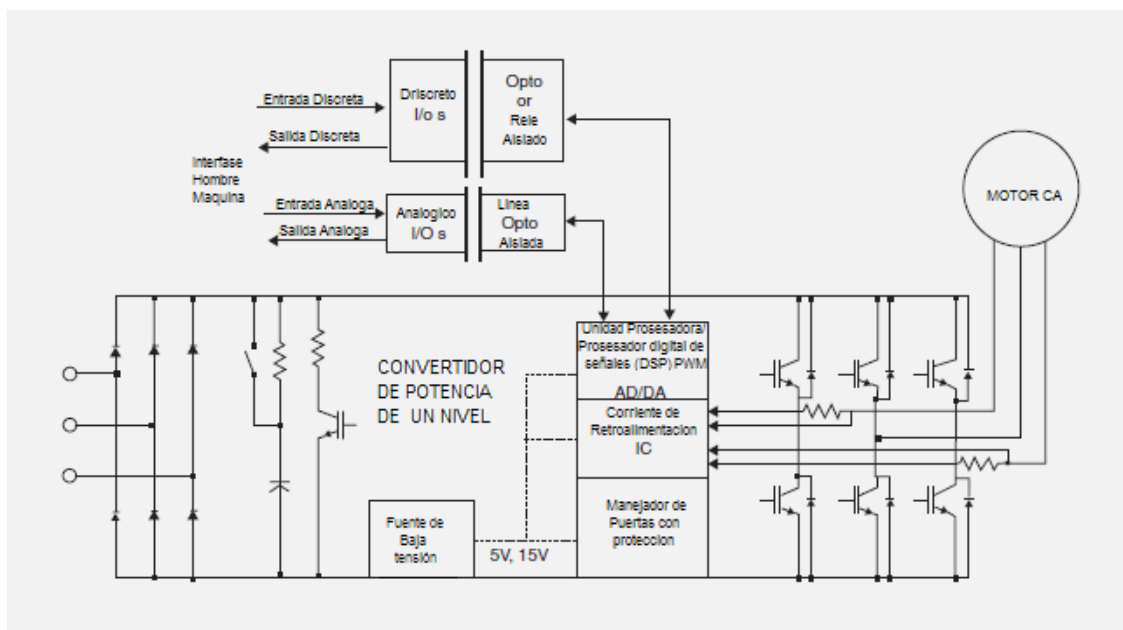 Driscreto
I/o s
Opto
or
Rele
Aislado
Entrada Discreta
Salida Discreta
Interfase
Hombre
Maquina
Entrada Analoga
Salida Analoga
Analogico
I/O s
Linea
Opto
Aislada
MOTOR CA
CONVERTIDOR
DE POTENCIA
DE UN NIVEL
Unidad Prosesadora/
Prosesador digital de
señales (DSP) PWM
AD/DA
Corriente de
Retroalimentacion
IC
Manejador de
Puertas con
proteccion
Fuente de
Baja
tensión
5V, 15V